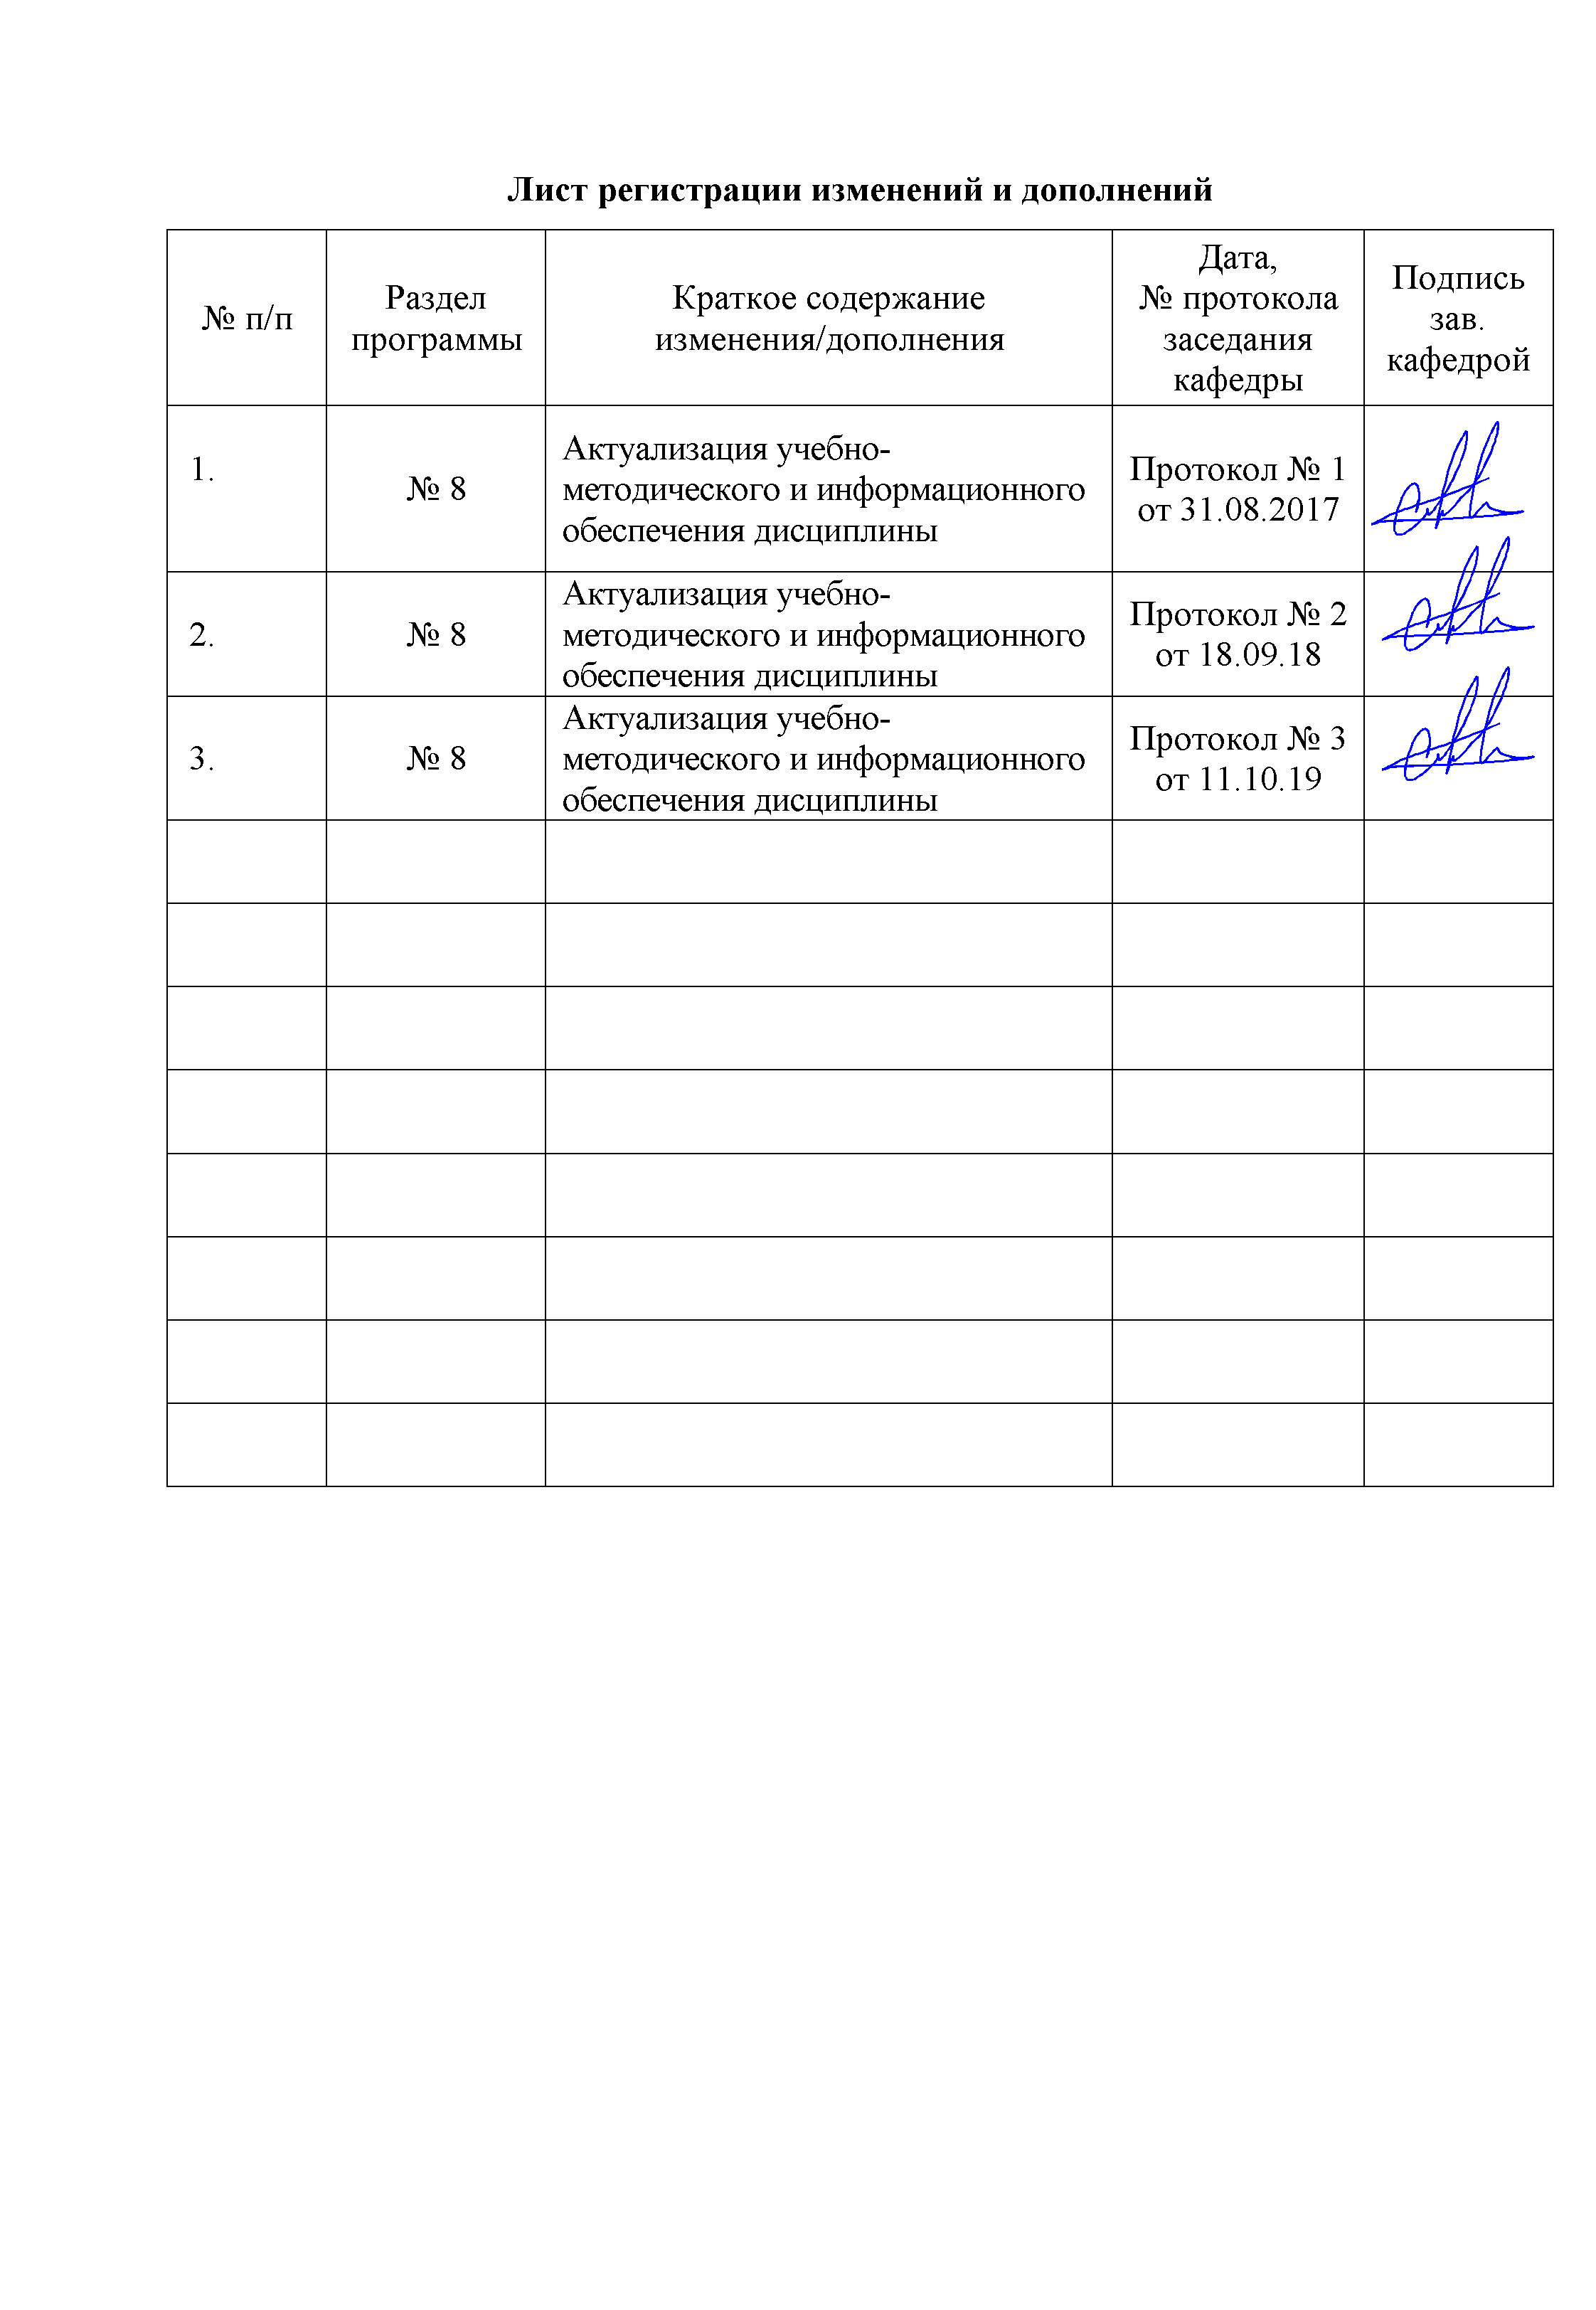 Лист регистрации изменений и дополнений
№ п/п
Раздел
программы
Краткое содержание
изменения/дополнения
Дата,
№ протокола
заседания
кафедры
Подпись
зав.
кафедрой
1.
№ 8
Актуализация учебно-
методического и информационного
обеспечения дисциплины
Протокол № 1
от 31.08.2017
2.
№ 8
Актуализация учебно-
методического и информационного
обеспечения дисциплины
Протокол № 2
от 18.09.18
3.
№ 8
Актуализация учебно-
методического и информационного
обеспечения дисциплины
Протокол № 3
от 11.10.19